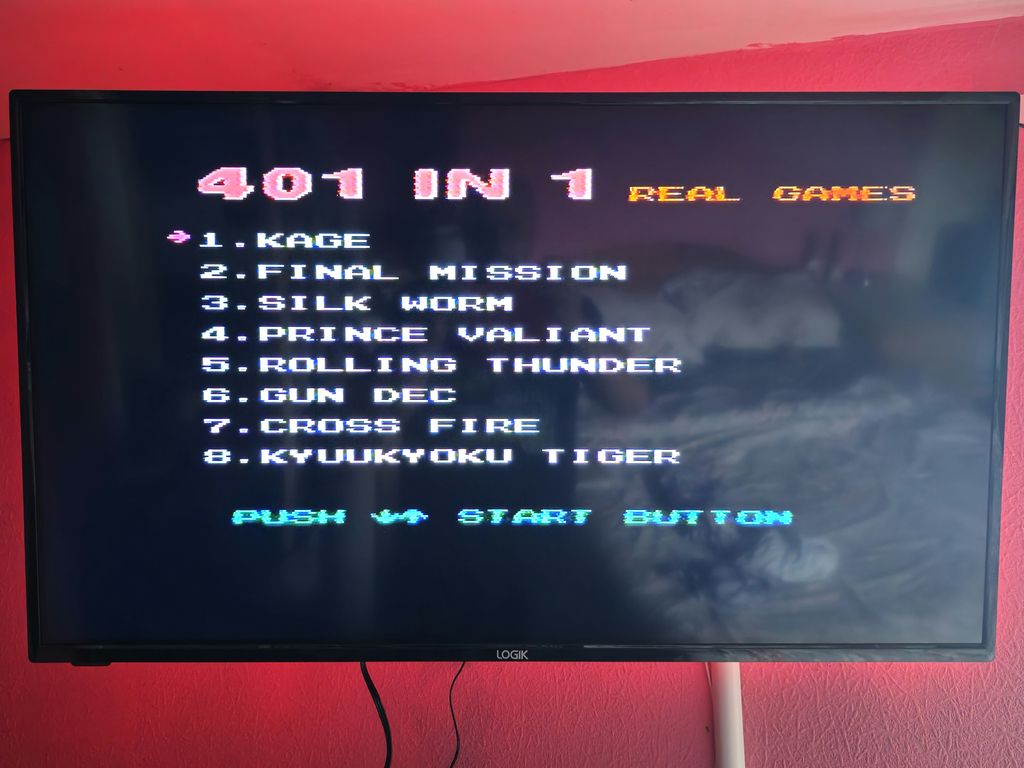 401 IN 1 REAL GAMES
1.KAGE
2.FINAL MISSION
3.SILK WORM
4.PRINCE VALIANT
5.ROLLING THUNDER
6.GUN DEC
7.CROSS FIRE
8.KYUUKYOKU TIGER
PUSH ↓↑ START BUTTON
LOGIK